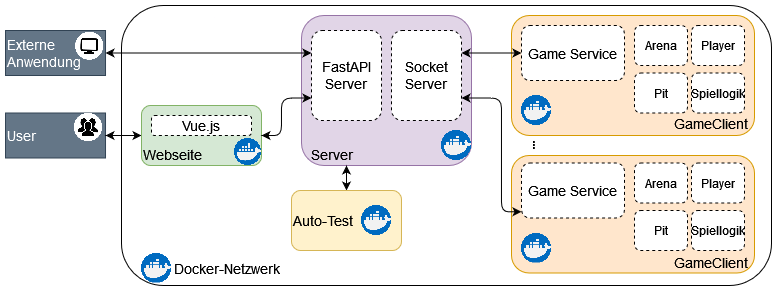 Externe
Anwendung
User
Vue.js
Webseite
FastAPI
Server
Socket
Server
Server
Auto-Test
Docker-Netzwerk
Game Service
Arena
Player
Pit
Spiellogik
GameClient
...
Game Service
Arena
Player
Pit
Spiellogik
GameClient